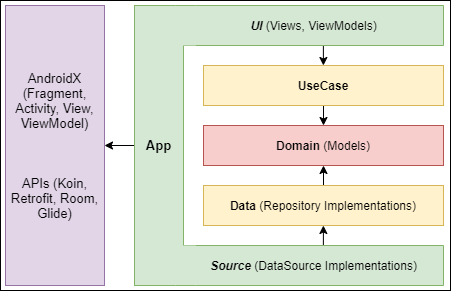 AndroidX
(Fragment,
Activity, View,
ViewModel)
APIs (Koin,
Retrofit, Room,
Glide)
App
UI (Views, ViewModels)
UseCase
Domain (Models)
Data (Repository Implementations)
Source (DataSource Implementations)